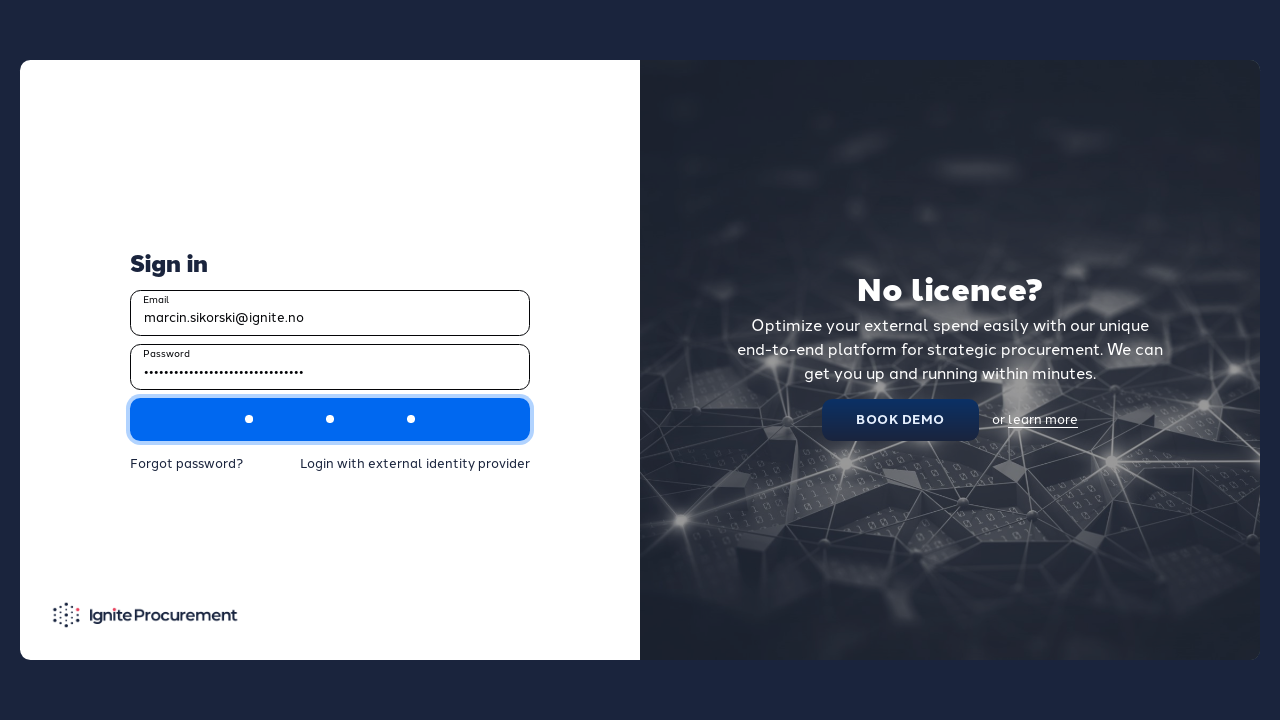 Sign in
Email
marcin.sikorski@ignite.no
Password
••••••••••••••••••••••••••••••••
Forgot password?
Login with external identity provider
Ignite Procurement
No licence?
Optimize your external spend easily with our unique
end-to-end platform for strategic procurement. We can
get you up and running within minutes.
BOOK DEMO
or learn more